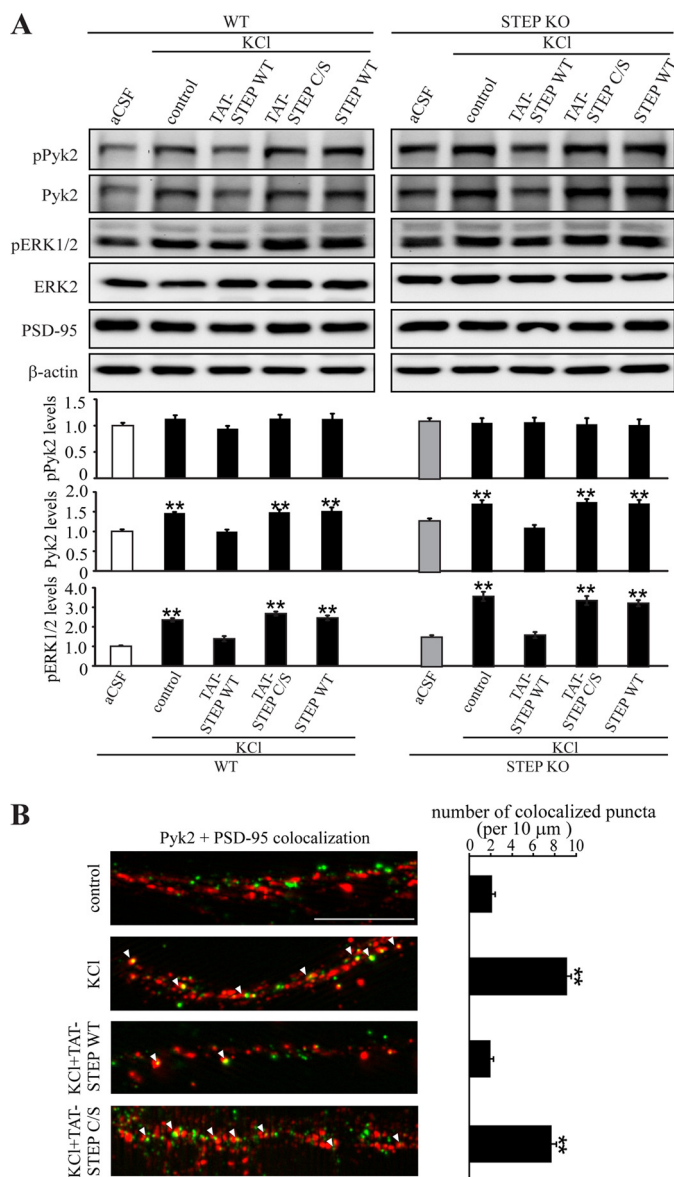 A
WT
STEP KO
KCl
KCl
aCSF
control
TAT-
STEP WT
TAT-
STEP C/S
STEP WT
aCSF
control
TAT-
STEP WT
TAT-
STEP C/S
STEP WT
pPyk2
Pyk2
pERK1/2
ERK2
PSD-95
β-actin
pPyk2 levels
1.5
1.0
0.5
0
Pyk2 levels
2.0
1.5
1.0
0.5
0
** ** ** ** ** **
pERK1/2 levels
4.0
3.0
2.0
1.0
0
** ** ** ** ** **
aCSF
control
TAT-
STEP WT
TAT-
STEP C/S
STEP WT
aCSF
control
TAT-
STEP WT
TAT-
STEP C/S
STEP WT
KCl
KCl
WT
STEP KO
B
Pyk2 + PSD-95 colocalization
number of colocalized puncta
(per 10 μm )
0 2 4 6 8 10
control
KCl
**
KCl+TAT-
STEP WT
KCl+TAT-
STEP C/S
**